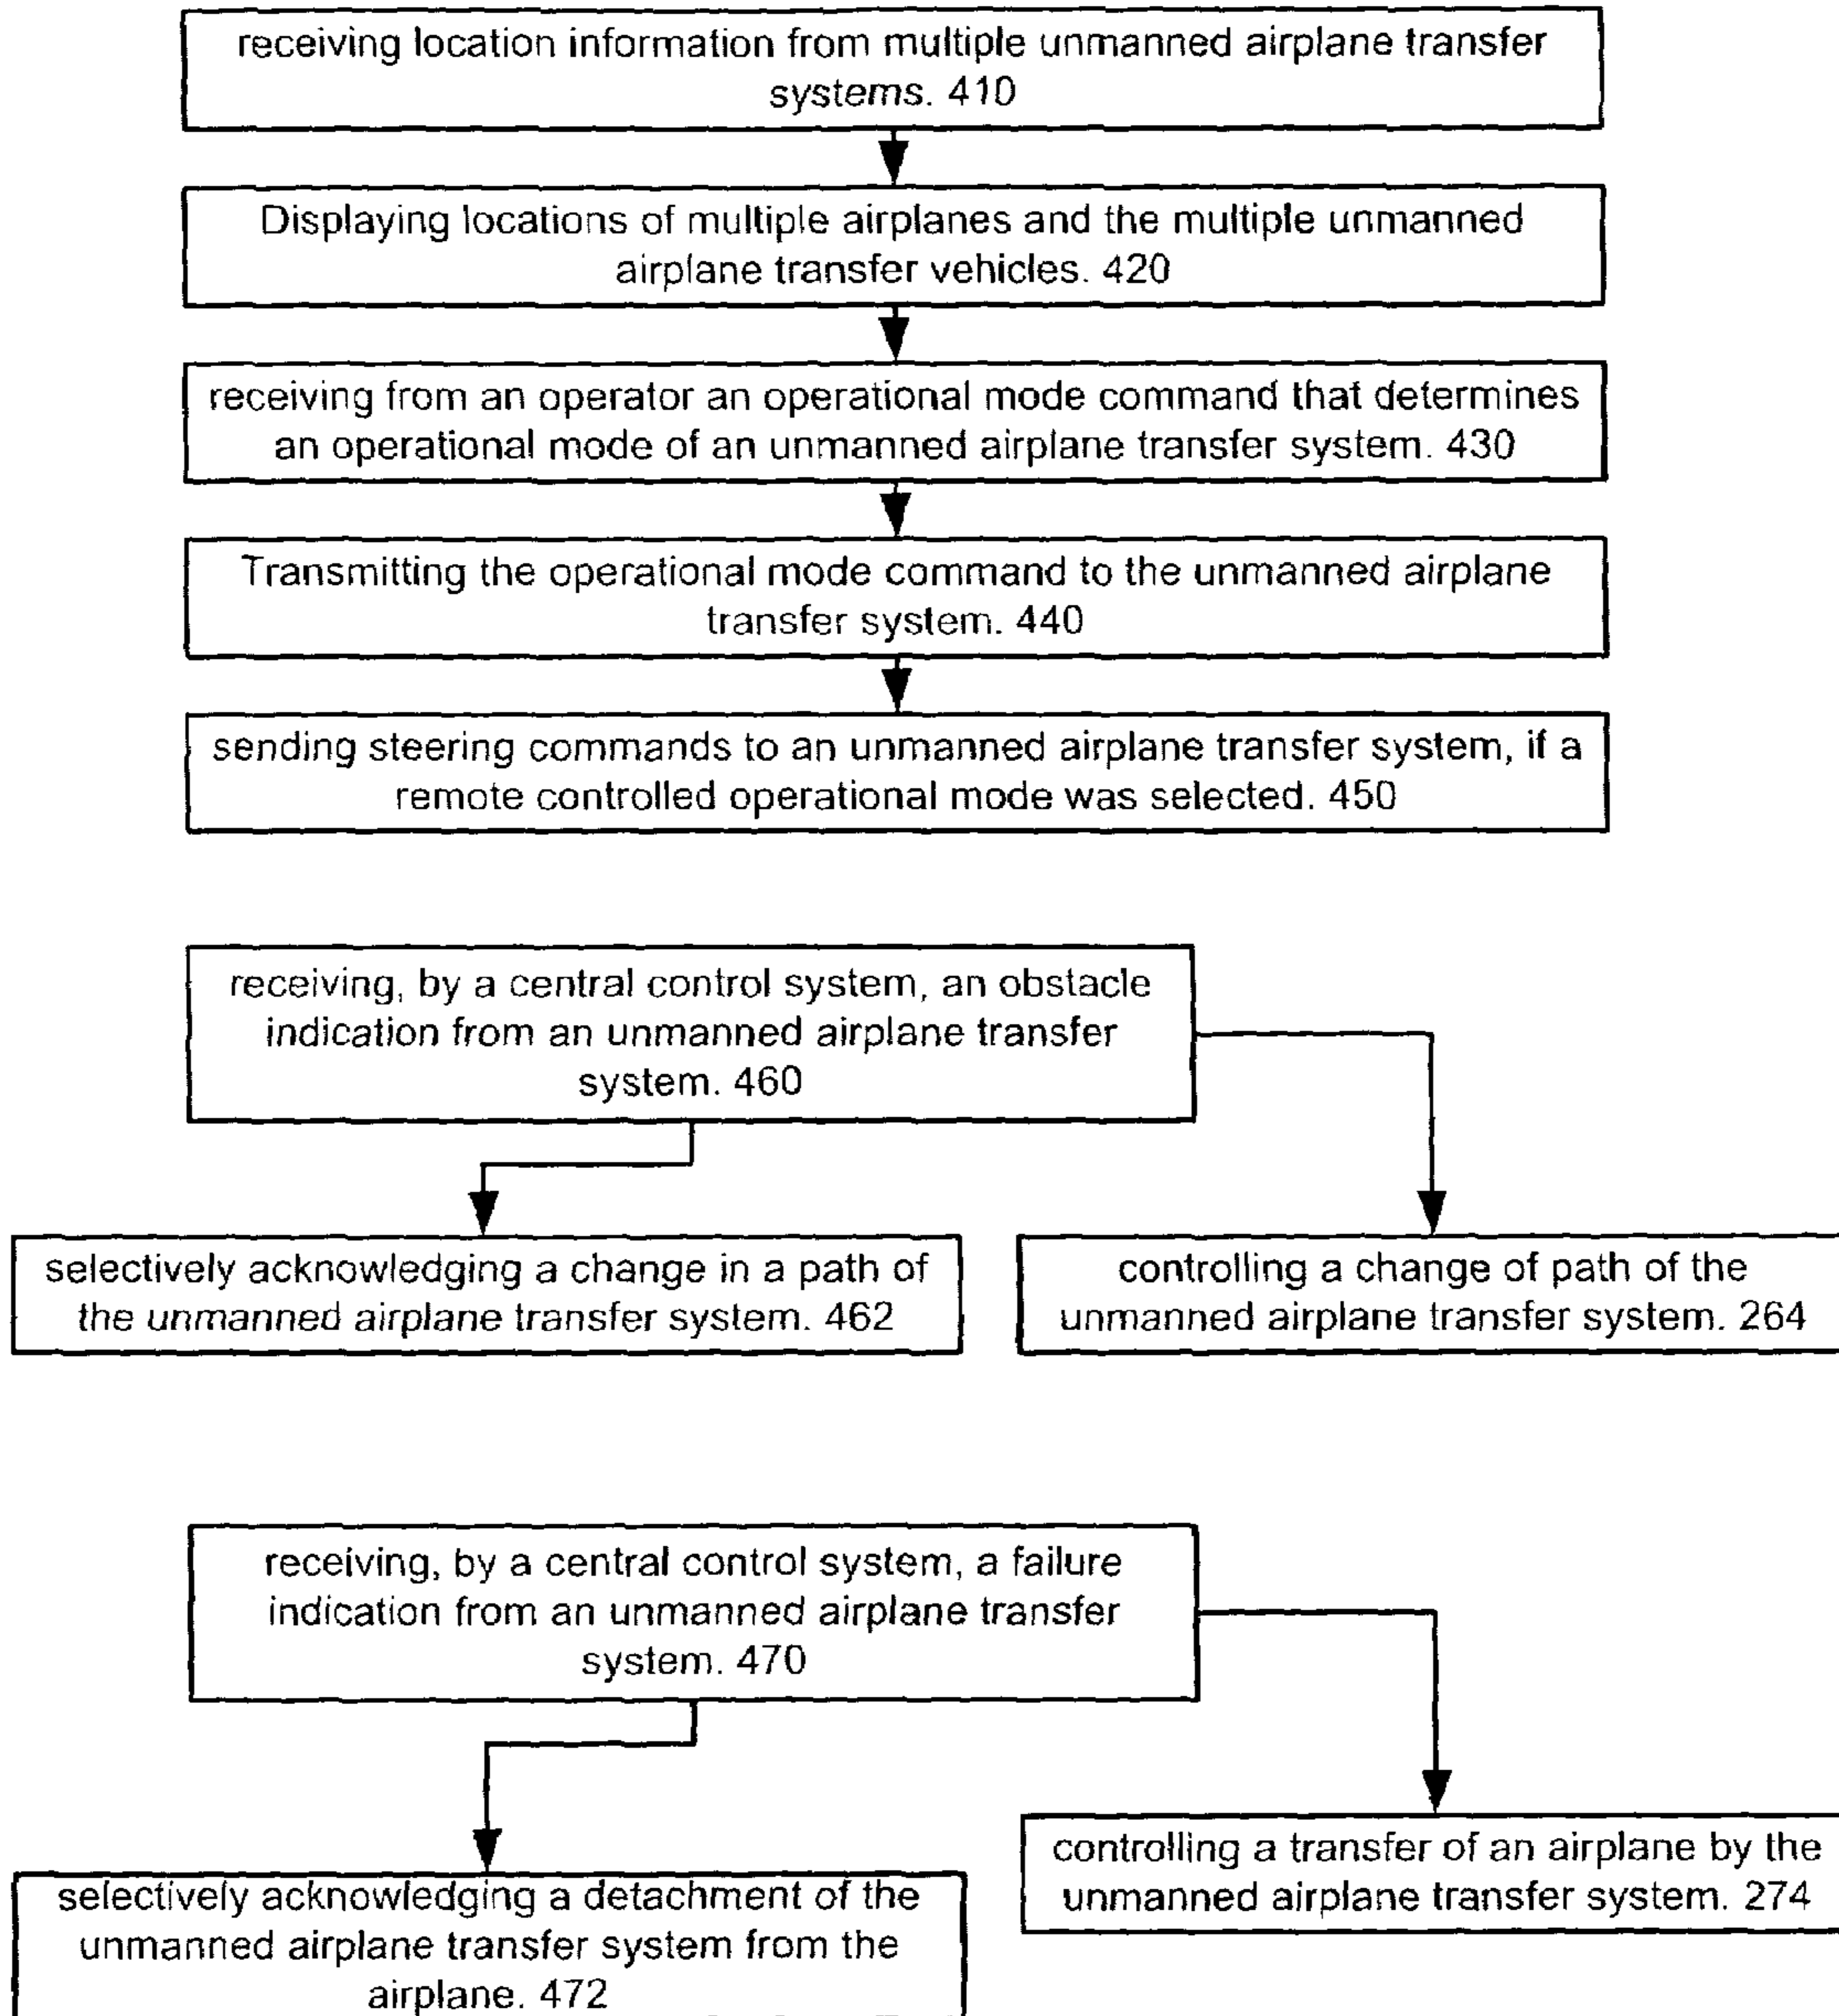 receiving location information from multiple unmanned airplane transfer
systems. 410
Displaying locations of multiple airplanes and the multiple unmanned
airplane transfer vehicles. 420
receiving from an operator an operational mode command that determines
an operational mode of an unmanned airplane transfer system. 430
Transmitting the operational mode command to the unmanned airplane
transfer system. 440
sending steering commands to an unmanned airplane transfer system, if a
remote controlled operational mode was selected. 450
receiving, by a central control system, an obstacle
indication from an unmanned airplane transfer
system. 460
selectively acknowledging a change in a path of
the unmanned airplane transfer system. 462
controlling a change of path of the
unmanned airplane transfer system. 264
receiving, by a central control system, a failure
indication from an unmanned airplane transfer
system. 470
selectively acknowledging a detachment of the
unmanned airplane transfer system from the
airplane. 472
controlling a transfer of an airplane by the
unmanned airplane transfer system. 274